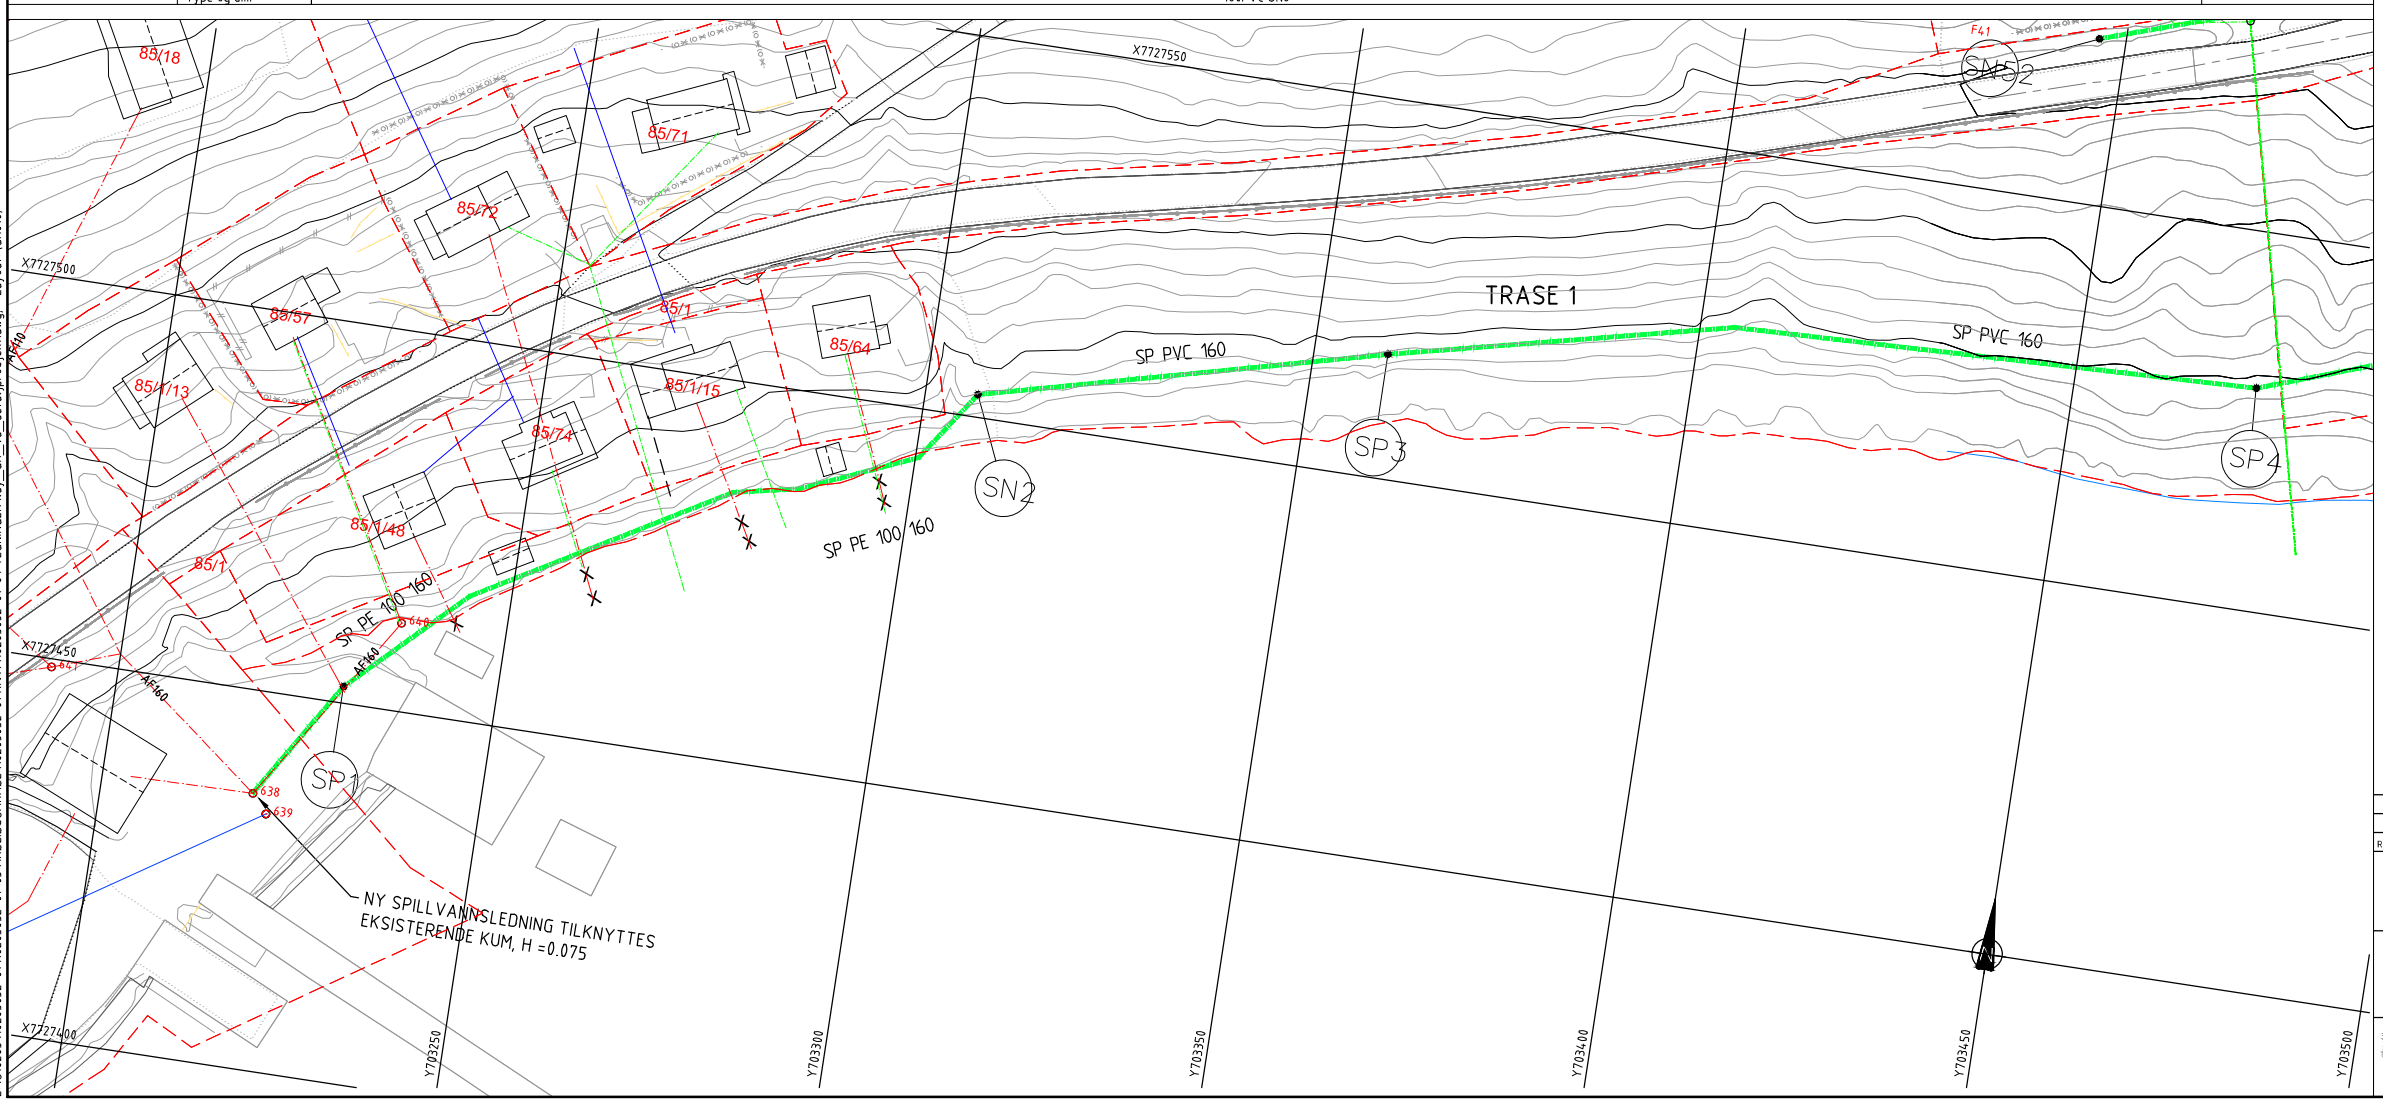 85/18
X7727550
F41
SN52
85/71
85/72
X7727500
85/57
85/1
TRASE 1
SP PVC 160
SP PVC 160
85/64
AF110
85/1/13
85/1/15
85/74
SP3
SP4
SN2
85/1/48
SP PE 100 160
85/1
SP PE 100 160
640
X7727450
647
AF160
AF160
SP1
638
639
NY SPILLVANNSLEDNING TILKNYTTES
EKSISTERENDE KUM, H =0.075
N
X7727400
Y703250
Y703300
Y703350
Y703400
Y703450
Y703500